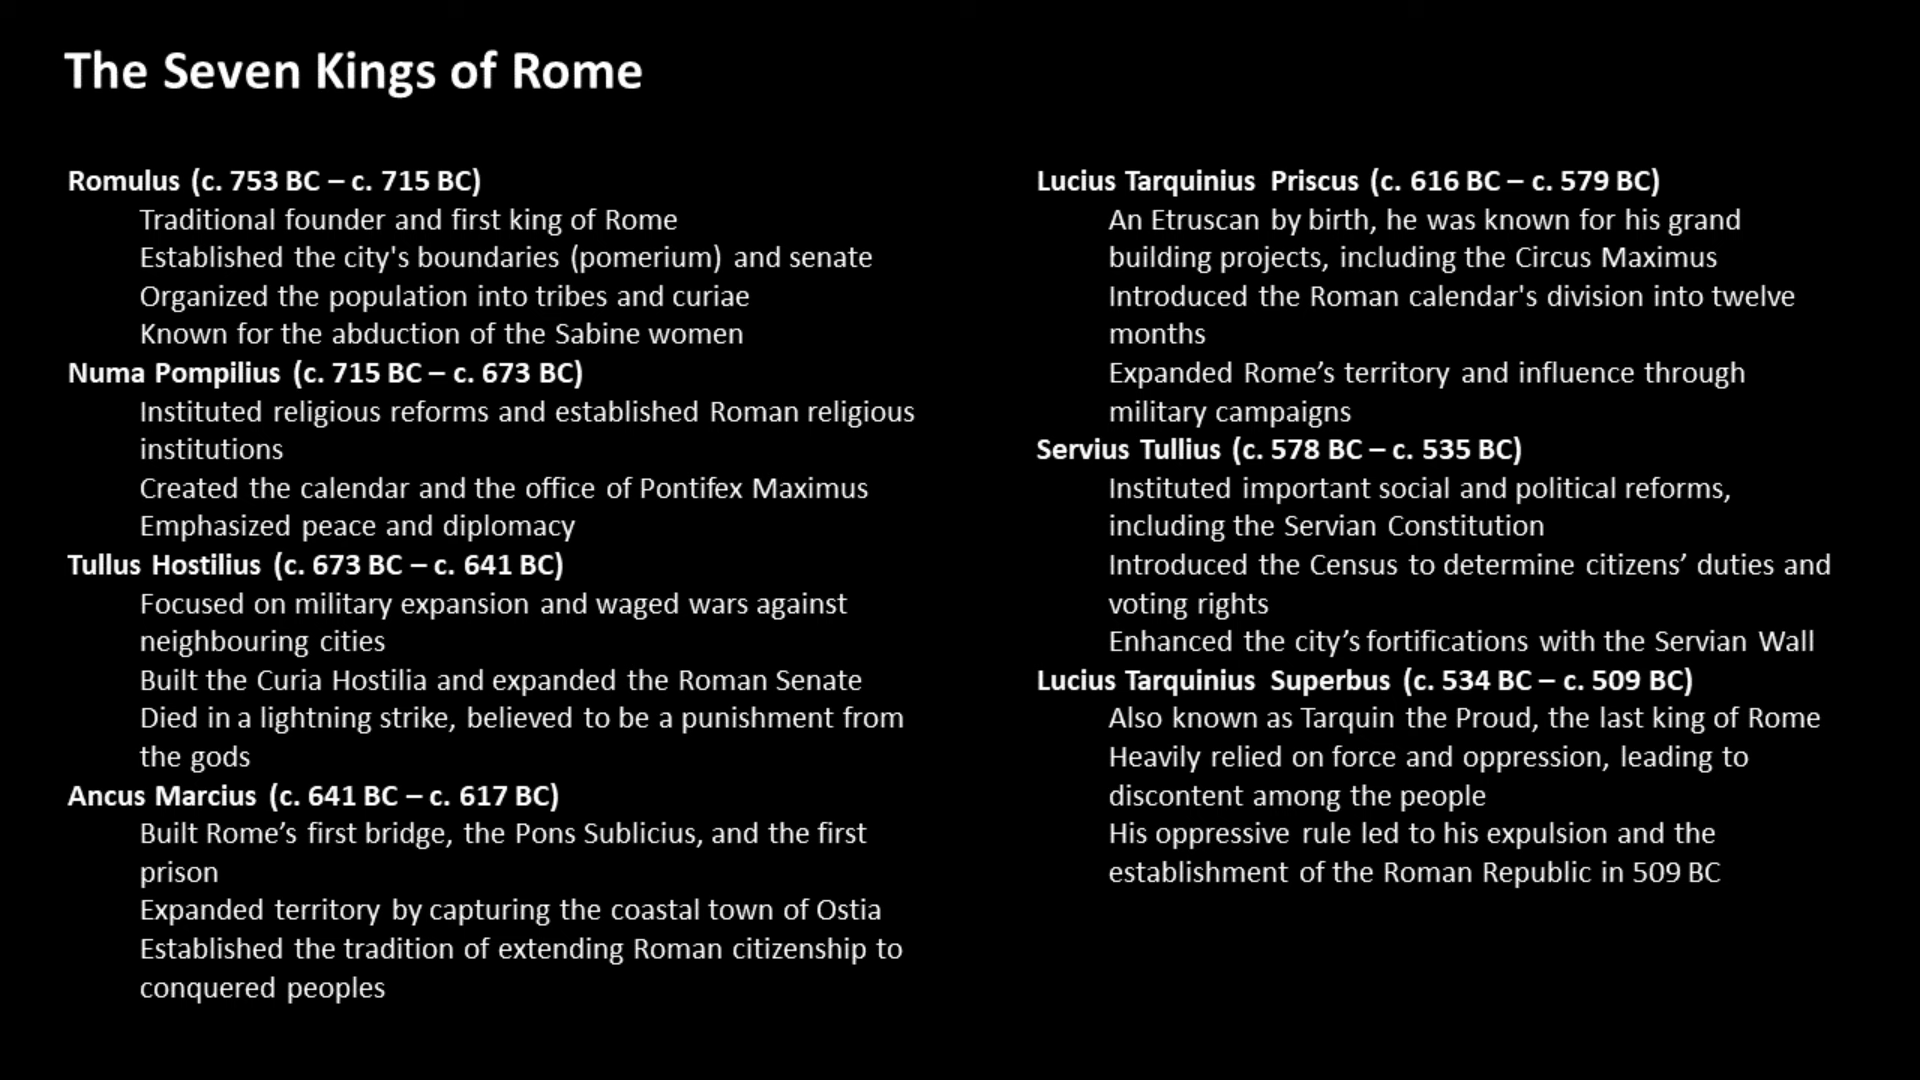 The Seven Kings of Rome
Romulus (c. 753 BC – c. 715 BC)
Traditional founder and first king of Rome
Established the city's boundaries (pomerium) and senate
Organized the population into tribes and curiae
Known for the abduction of the Sabine women
Numa Pompilius (c. 715 BC – c. 673 BC)
Instituted religious reforms and established Roman religious
institutions
Created the calendar and the office of Pontifex Maximus
Emphasized peace and diplomacy
Tullus Hostilius (c. 673 BC – c. 641 BC)
Focused on military expansion and waged wars against
neighbouring cities
Built the Curia Hostilia and expanded the Roman Senate
Died in a lightning strike, believed to be a punishment from
the gods
Ancus Marcius (c. 641 BC – c. 617 BC)
Built Rome’s first bridge, the Pons Sublicius, and the first
prison
Expanded territory by capturing the coastal town of Ostia
Established the tradition of extending Roman citizenship to
conquered peoples
Lucius Tarquinius Priscus (c. 616 BC – c. 579 BC)
An Etruscan by birth, he was known for his grand
building projects, including the Circus Maximus
Introduced the Roman calendar's division into twelve
months
Expanded Rome’s territory and influence through
military campaigns
Servius Tullius (c. 578 BC – c. 535 BC)
Instituted important social and political reforms,
including the Servian Constitution
Introduced the Census to determine citizens’ duties and
voting rights
Enhanced the city’s fortifications with the Servian Wall
Lucius Tarquinius Superbus (c. 534 BC – c. 509 BC)
Also known as Tarquin the Proud, the last king of Rome
Heavily relied on force and oppression, leading to
discontent among the people
His oppressive rule led to his expulsion and the
establishment of the Roman Republic in 509 BC